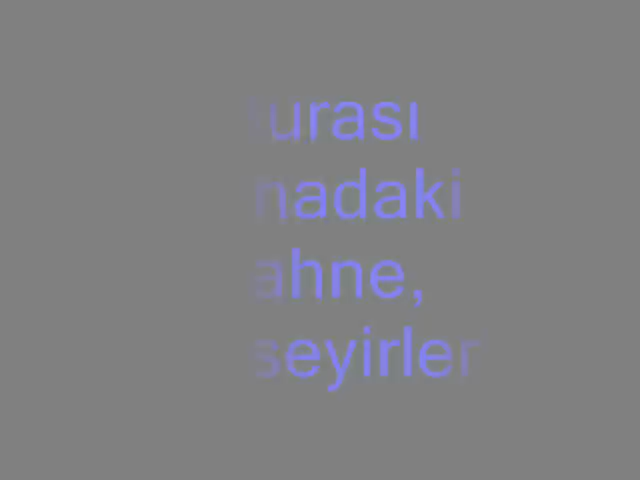 urası
nadaki
ahne,
seyirler